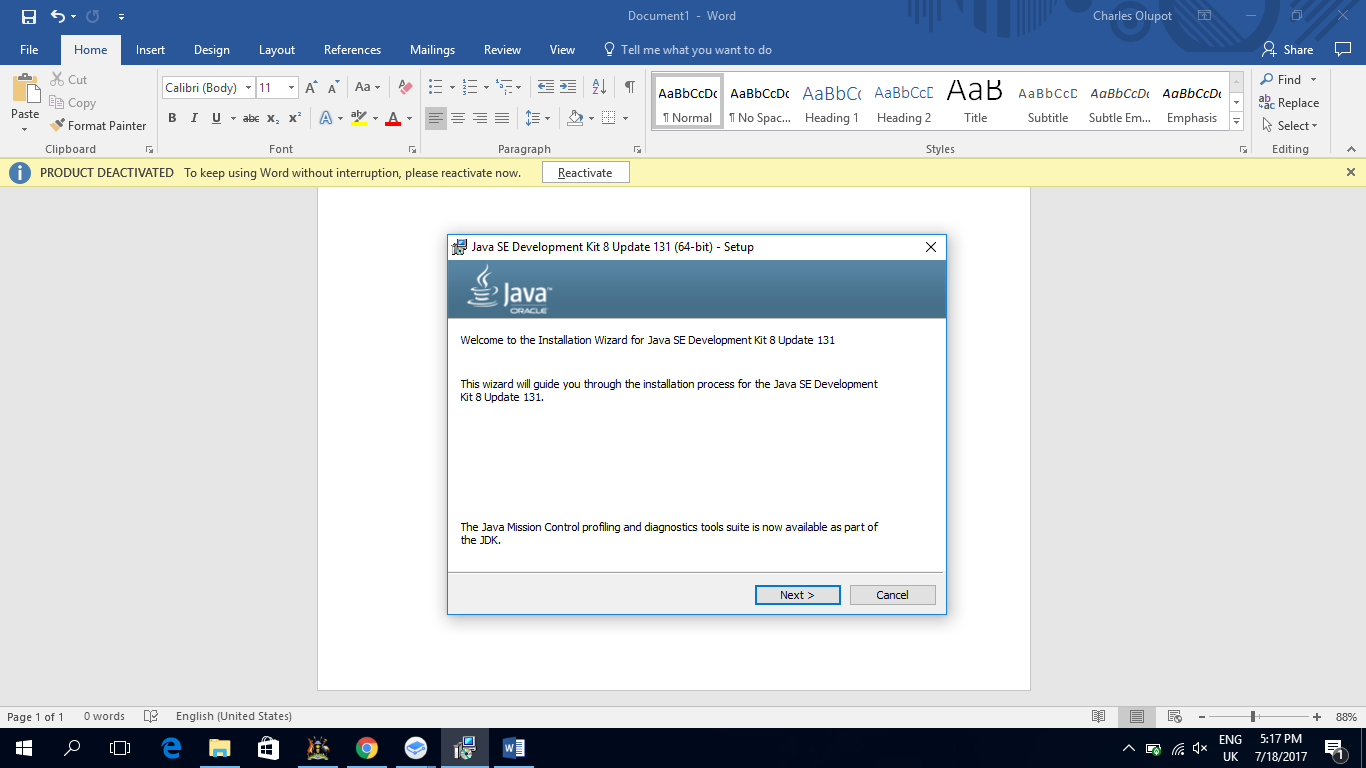 Document1 - Word
Charles Olupot
File Home Insert Design Layout References Mailings Review View Tell me what you want to do Share
Paste
Cut
Copy
Format Painter
Clipboard
Calibri (Body) 11
Aa
B I U abc x₂ x²
A ab A
Font
Paragraph
AaBbCcDc AaBbCcDc AaBbCc AaBbCcD AaB AaBbCcD AaBbCcDc AaBbCcDc
¶ Normal ¶ No Spac... Heading 1 Heading 2 Title Subtitle Subtle Em... Emphasis
Styles
Find
Replace
Select
Editing
PRODUCT DEACTIVATED To keep using Word without interruption, please reactivate now. Reactivate
Java SE Development Kit 8 Update 131 (64-bit) - Setup
Java™
ORACLE
Welcome to the Installation Wizard for Java SE Development Kit 8 Update 131
This wizard will guide you through the installation process for the Java SE Development
Kit 8 Update 131.
The Java Mission Control profiling and diagnostics tools suite is now available as part of
the JDK.
Next > Cancel
Page 1 of 1 0 words English (United States) 88%
ENG
UK
5:17 PM
7/18/2017
1